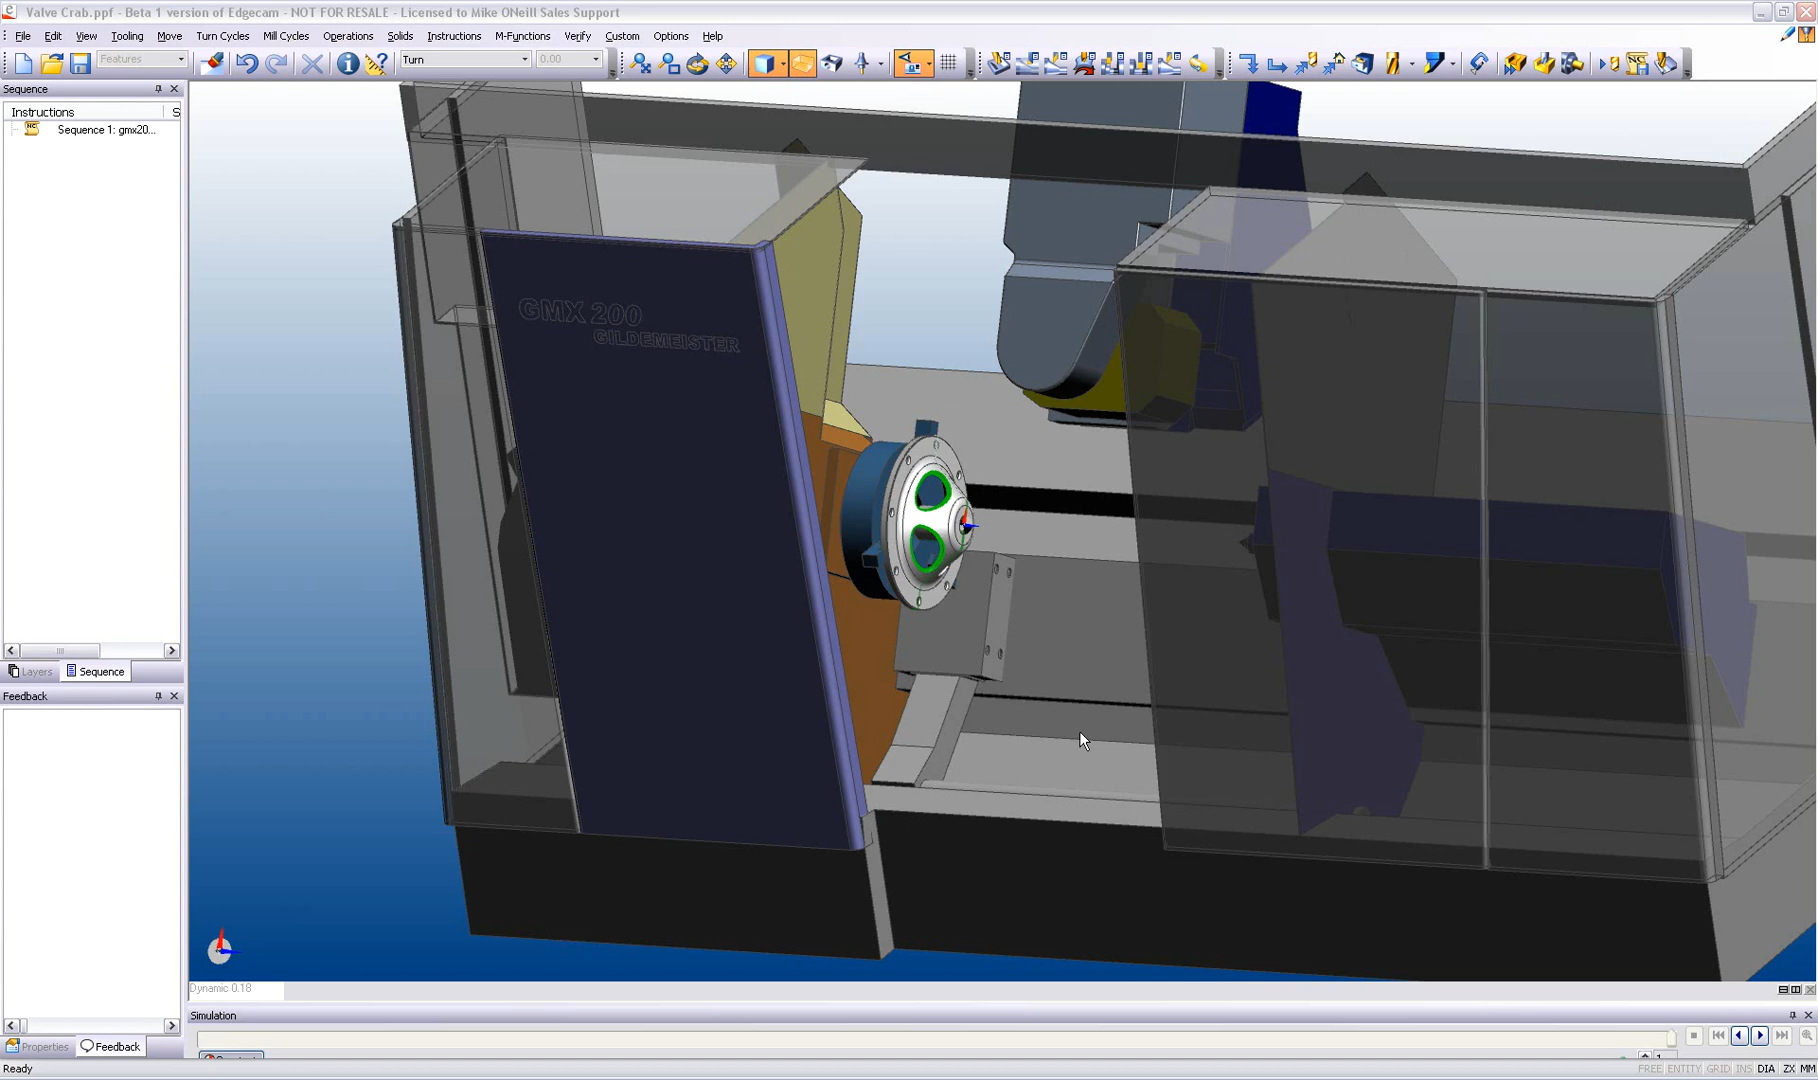 Valve Crab.ppf - Beta 1 version of Edgecam - NOT FOR RESALE - Licensed to Mike ONeill Sales Support
File Edit View Tooling Move Turn Cycles Mill Cycles Operations Solids Instructions M-Functions Verify Custom Options Help
Features Turn 0.00
Sequence
Instructions S
Sequence 1: gmx20...
GMX 200
GILDEMEISTER
Layers Sequence
Feedback
Dynamic 0.18
Simulation
Properties Feedback
1
Ready FREE ENTITY GRID INS DIA ZX MM